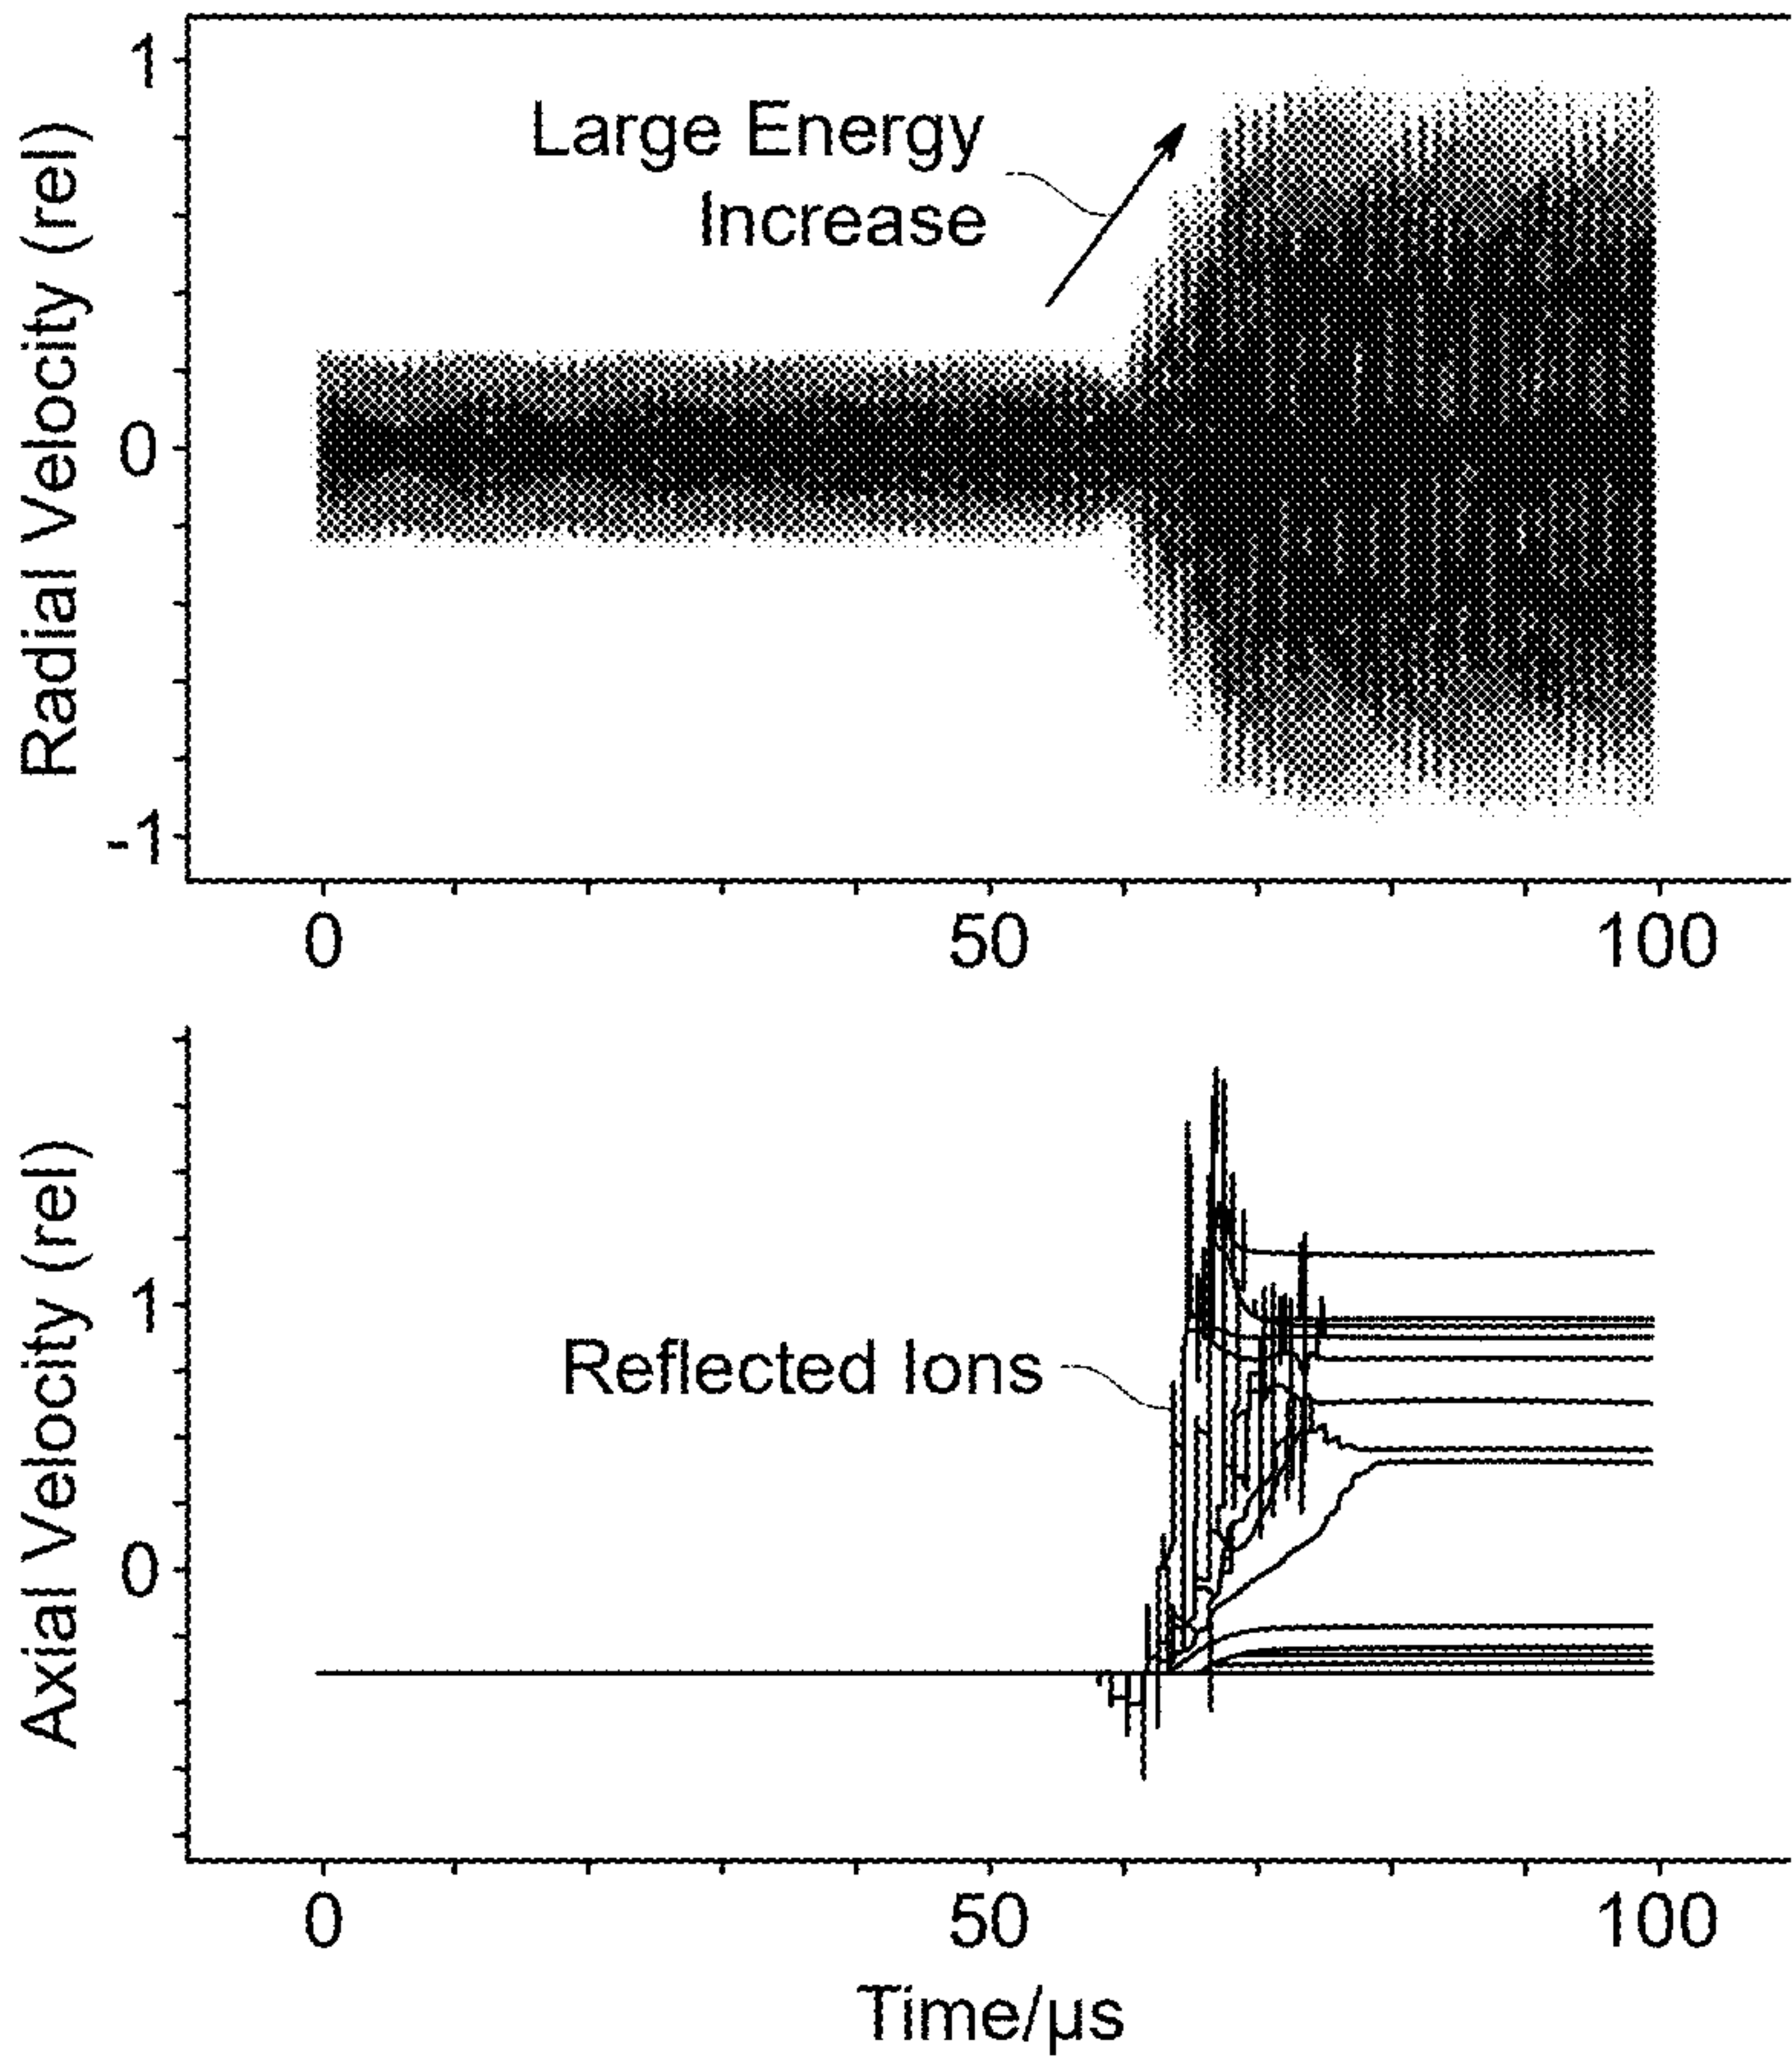 Radial Velocity (rel)
1
0
-1
Large Energy
Increase
0
50
100
Axial Velocity (rel)
1
0
Reflected Ions
0
50
100
Time/µs